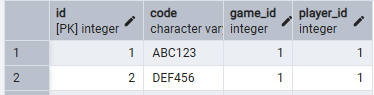 id code game_id player_id
[PK] integer character var integer integer
1 1 ABC123 1 1
2 2 DEF456 1 1